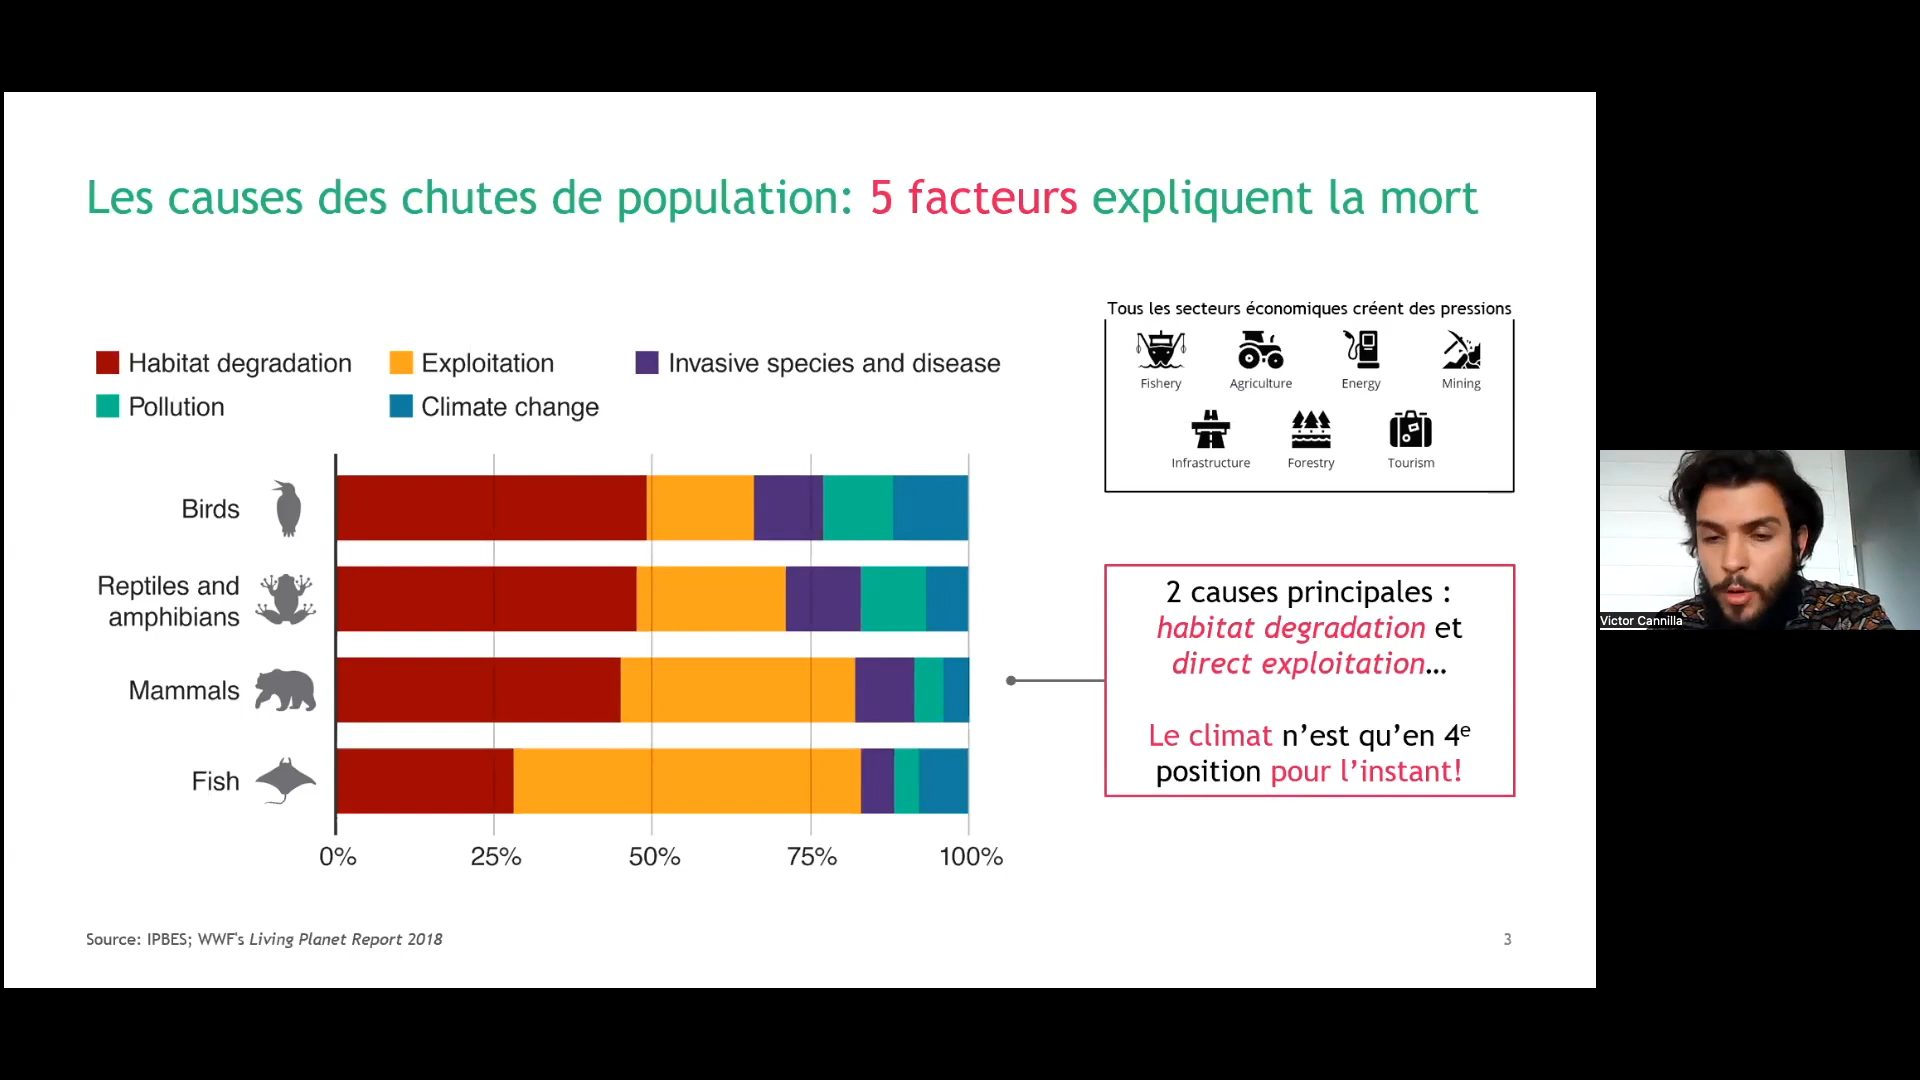 Les causes des chutes de population: 5 facteurs expliquent la mort
Tous les secteurs économiques créent des pressions
Fishery Agriculture Energy Mining
Infrastructure Forestry Tourism
Habitat degradation Exploitation Invasive species and disease
Pollution Climate change
Birds
Reptiles and
amphibians
Mammals
Fish
0% 25% 50% 75% 100%
2 causes principales :
habitat degradation et
direct exploitation...
Le climat n’est qu’en 4e
position pour l’instant!
Victor Cannilla
Source: IPBES; WWF's Living Planet Report 2018
3